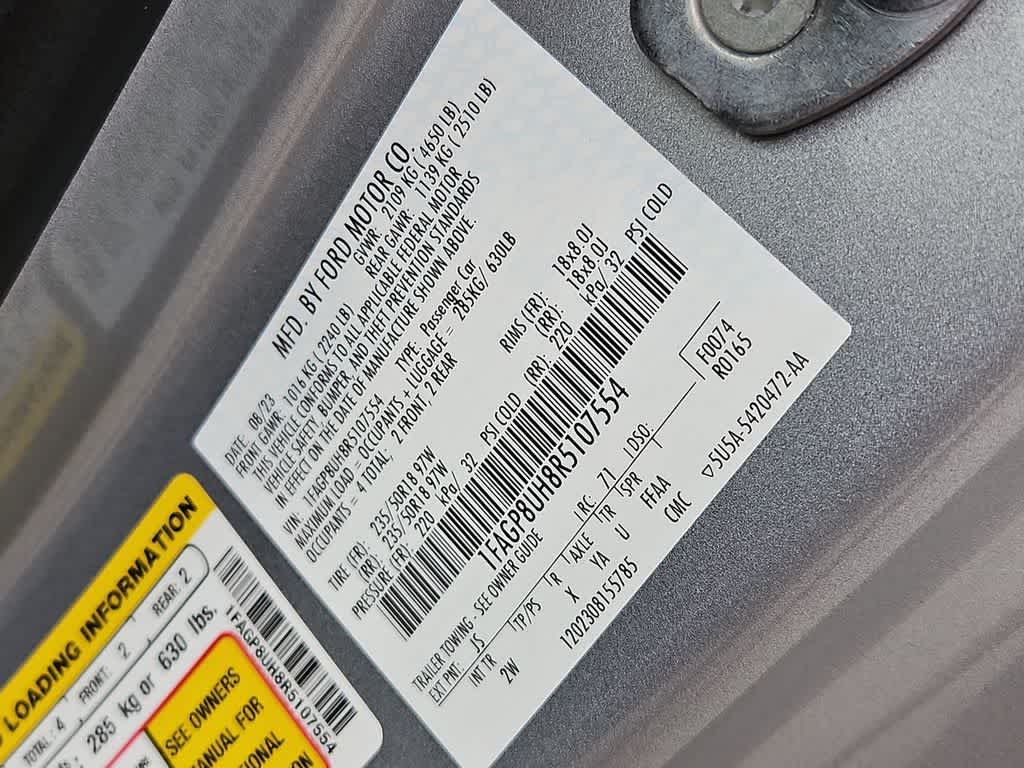 MFD. BY FORD MOTOR CO
DATE: 08/23 GVWR: 2109 KG ( 4650 LB)
FRONT GAWR: 1016 KG ( 2240 LB) REAR GAWR: 1139 KG ( 2510 LB)
THIS VEHICLE CONFORMS TO ALL APPLICABLE FEDERAL MOTOR
VEHICLE SAFETY, BUMPER, AND THEFT PREVENTION STANDARDS
IN EFFECT ON THE DATE OF MANUFACTURE SHOWN ABOVE.
VIN: 1FAGP8UH8R5107554 TYPE: Passenger Car
MAXIMUM LOAD = OCCUPANTS + LUGGAGE = 285KG/ 630LB
OCCUPANTS = 4 TOTAL: 2 FRONT, 2 REAR
TIRE (FR): 235/50R18 97W RIMS (FR): 18x8.0J
(RR): 235/50R18 97W (RR): 18x8.0J
PRESSURE (FR): 220 kPa/ 32 PSI COLD (RR): 220 kPa/ 32 PSI COLD
1FAGP8UH8R5107554
TRAILER TOWING - SEE OWNER GUIDE
EXT PNT: JS RC: 71 DSO: F0074
INT TR TP/PS R AXLE TR SPR R0165
2W X YA U FFAA
1202308155785 CMC
▽5U5A-5420472-AA
LOADING INFORMATION
TOTAL: 4 FRONT: 2 REAR: 2
285 kg or 630 lbs.
SEE OWNERS
MANUAL FOR
1FAGP8UH8R5107554